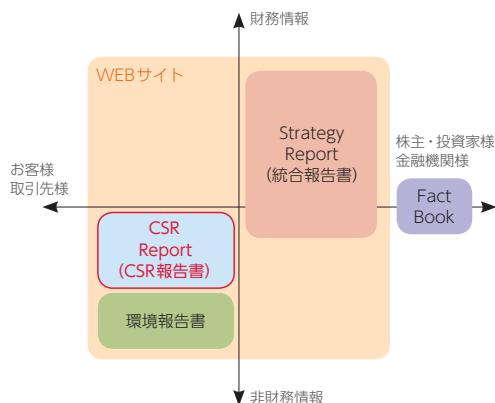 財務情報
WEBサイト
Strategy
Report
(統合報告書)
株主・投資家様
金融機関様
お客様
取引先様
Fact
Book
CSR
Report
(CSR報告書)
環境報告書
非財務情報